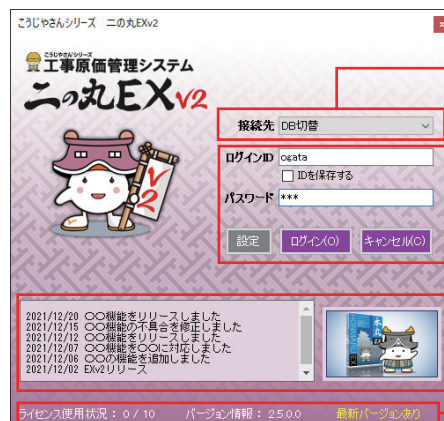 こうじやさんシリーズ 二の丸EXv2
こうじやさんシリーズ
工事原価管理システム
二の丸EXV2
接続先 DB切替
ログインID ogata
IDを保存する
パスワード ***
設定 ログイン(O) キャンセル(C)
V2
2021/12/20 〇〇機能をリリースしました
2021/12/15 〇〇機能の不具合を修正しました
2021/12/12 〇〇機能をリリースしました
2021/12/07 〇〇機能を〇〇に対応しました
2021/12/06 〇〇の機能を追加しました
2021/12/02 EXv2リリース
ライセンス使用状況： 0 / 10 バージョン情報： 2.5.0.0 最新バージョンあり